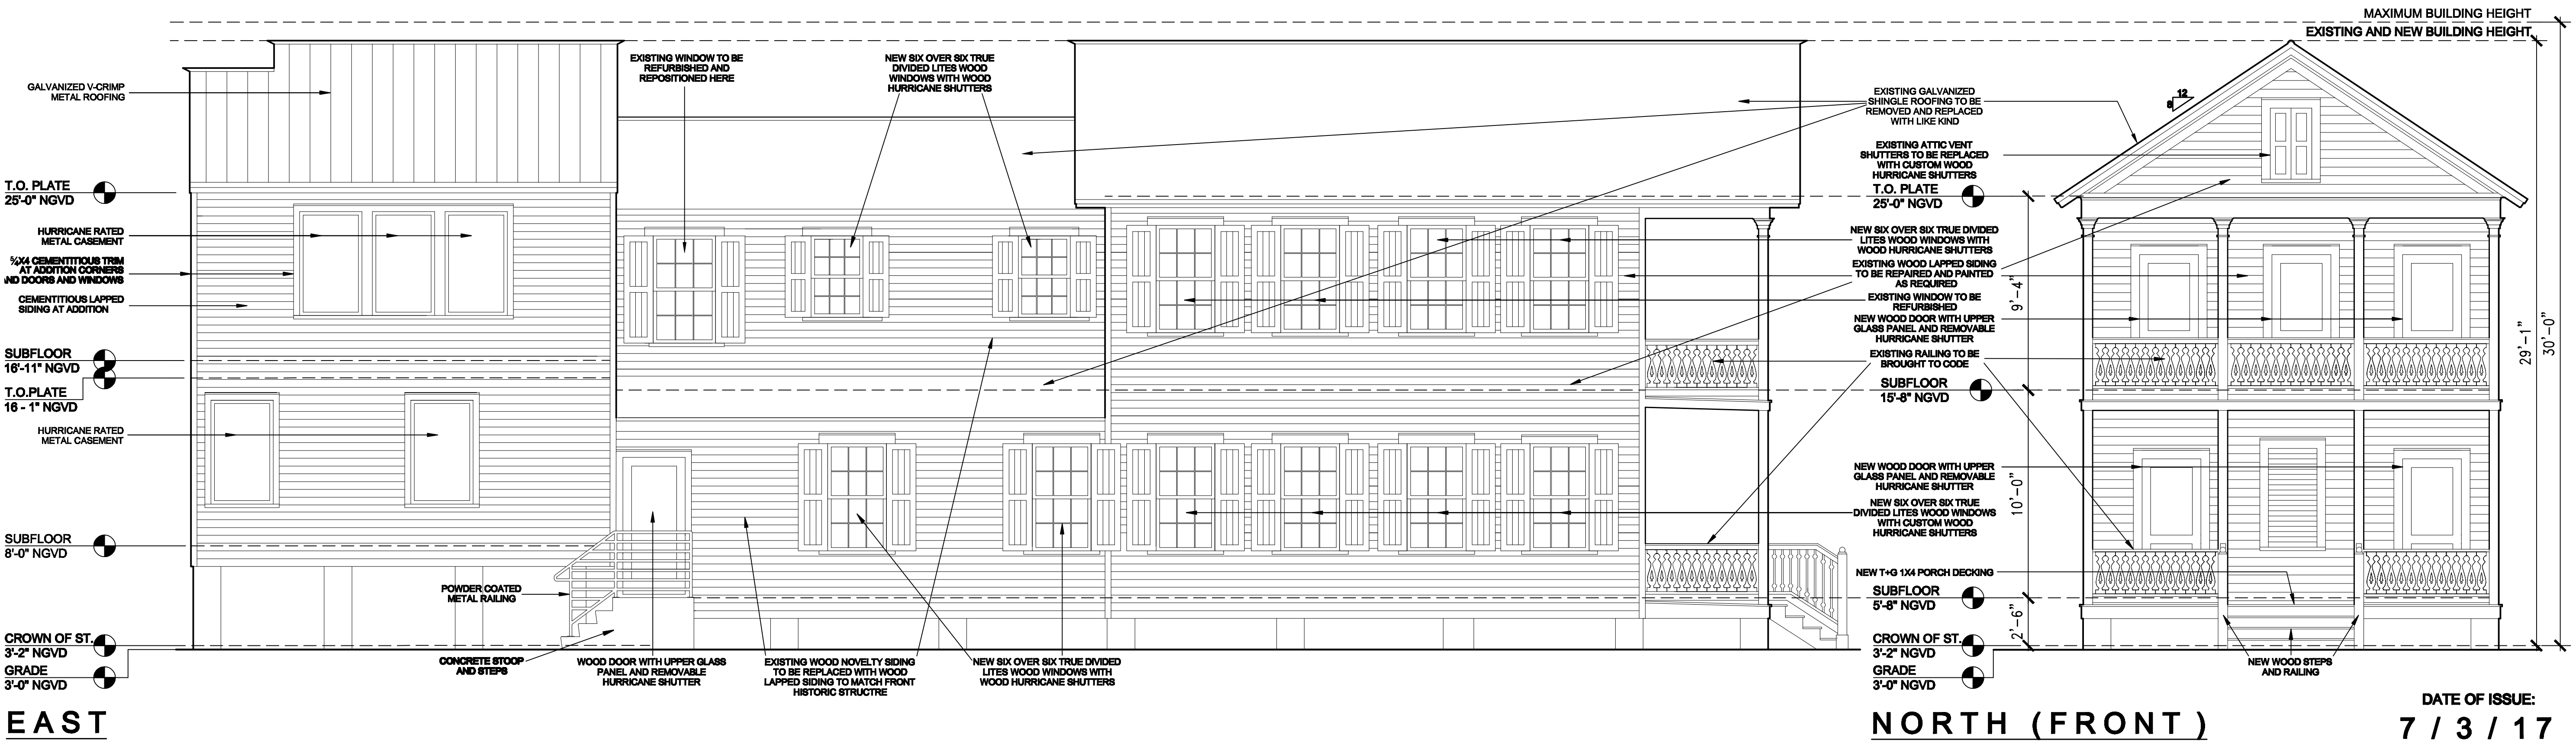 MAXIMUM BUILDING HEIGHT
EXISTING AND NEW BUILDING HEIGHT
GALVANIZED V-CRIMP
METAL ROOFING
EXISTING WINDOW TO BE
REFURBISHED AND
REPOSITIONED HERE
NEW SIX OVER SIX TRUE
DIVIDED LITES WOOD
WINDOWS WITH WOOD
HURRICANE SHUTTERS
T.O. PLATE
25'-0" NGVD
HURRICANE RATED
METAL CASEMENT
5/4X4 CEMENTITIOUS TRIM
AT ADDITION CORNERS
AND DOORS AND WINDOWS
CEMENTITIOUS LAPPED
SIDING AT ADDITION
SUBFLOOR
16'-11" NGVD
T.O.PLATE
16 - 1" NGVD
HURRICANE RATED
METAL CASEMENT
SUBFLOOR
8'-0" NGVD
POWDER COATED
METAL RAILING
CROWN OF ST.
3'-2" NGVD
GRADE
3'-0" NGVD
CONCRETE STOOP
AND STEPS
WOOD DOOR WITH UPPER GLASS
PANEL AND REMOVABLE
HURRICANE SHUTTER
EXISTING WOOD NOVELTY SIDING
TO BE REPLACED WITH WOOD
LAPPED SIDING TO MATCH FRONT
HISTORIC STRUCTRE
NEW SIX OVER SIX TRUE DIVIDED
LITES WOOD WINDOWS WITH
WOOD HURRICANE SHUTTERS
EAST
EXISTING GALVANIZED
SHINGLE ROOFING TO BE
REMOVED AND REPLACED
WITH LIKE KIND
12
8
EXISTING ATTIC VENT
SHUTTERS TO BE REPLACED
WITH CUSTOM WOOD
HURRICANE SHUTTERS
T.O. PLATE
25'-0" NGVD
NEW SIX OVER SIX TRUE DIVIDED
LITES WOOD WINDOWS WITH
WOOD HURRICANE SHUTTERS
EXISTING WOOD LAPPED SIDING
TO BE REPAIRED AND PAINTED
AS REQUIRED
EXISTING WINDOW TO BE
REFURBISHED
NEW WOOD DOOR WITH UPPER
GLASS PANEL AND REMOVABLE
HURRICANE SHUTTER
EXISTING RAILING TO BE
BROUGHT TO CODE
SUBFLOOR
15'-8" NGVD
NEW WOOD DOOR WITH UPPER
GLASS PANEL AND REMOVABLE
HURRICANE SHUTTER
NEW SIX OVER SIX TRUE
DIVIDED LITES WOOD WINDOWS
WITH CUSTOM WOOD
HURRICANE SHUTTERS
NEW T+G 1X4 PORCH DECKING
SUBFLOOR
5'-8" NGVD
CROWN OF ST.
3'-2" NGVD
GRADE
3'-0" NGVD
9'-4"
10'-0"
2'-6"
29'-1"
30'-0"
NEW WOOD STEPS
AND RAILING
NORTH (FRONT )
DATE OF ISSUE:
7 / 3 / 17